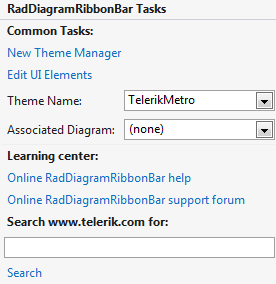 RadDiagramRibbonBar Tasks
Common Tasks:
New Theme Manager
Edit UI Elements
Theme Name: TelerikMetro
Associated Diagram: (none)
Learning center:
Online RadDiagramRibbonBar help
Online RadDiagramRibbonBar support forum
Search www.telerik.com for:
Search